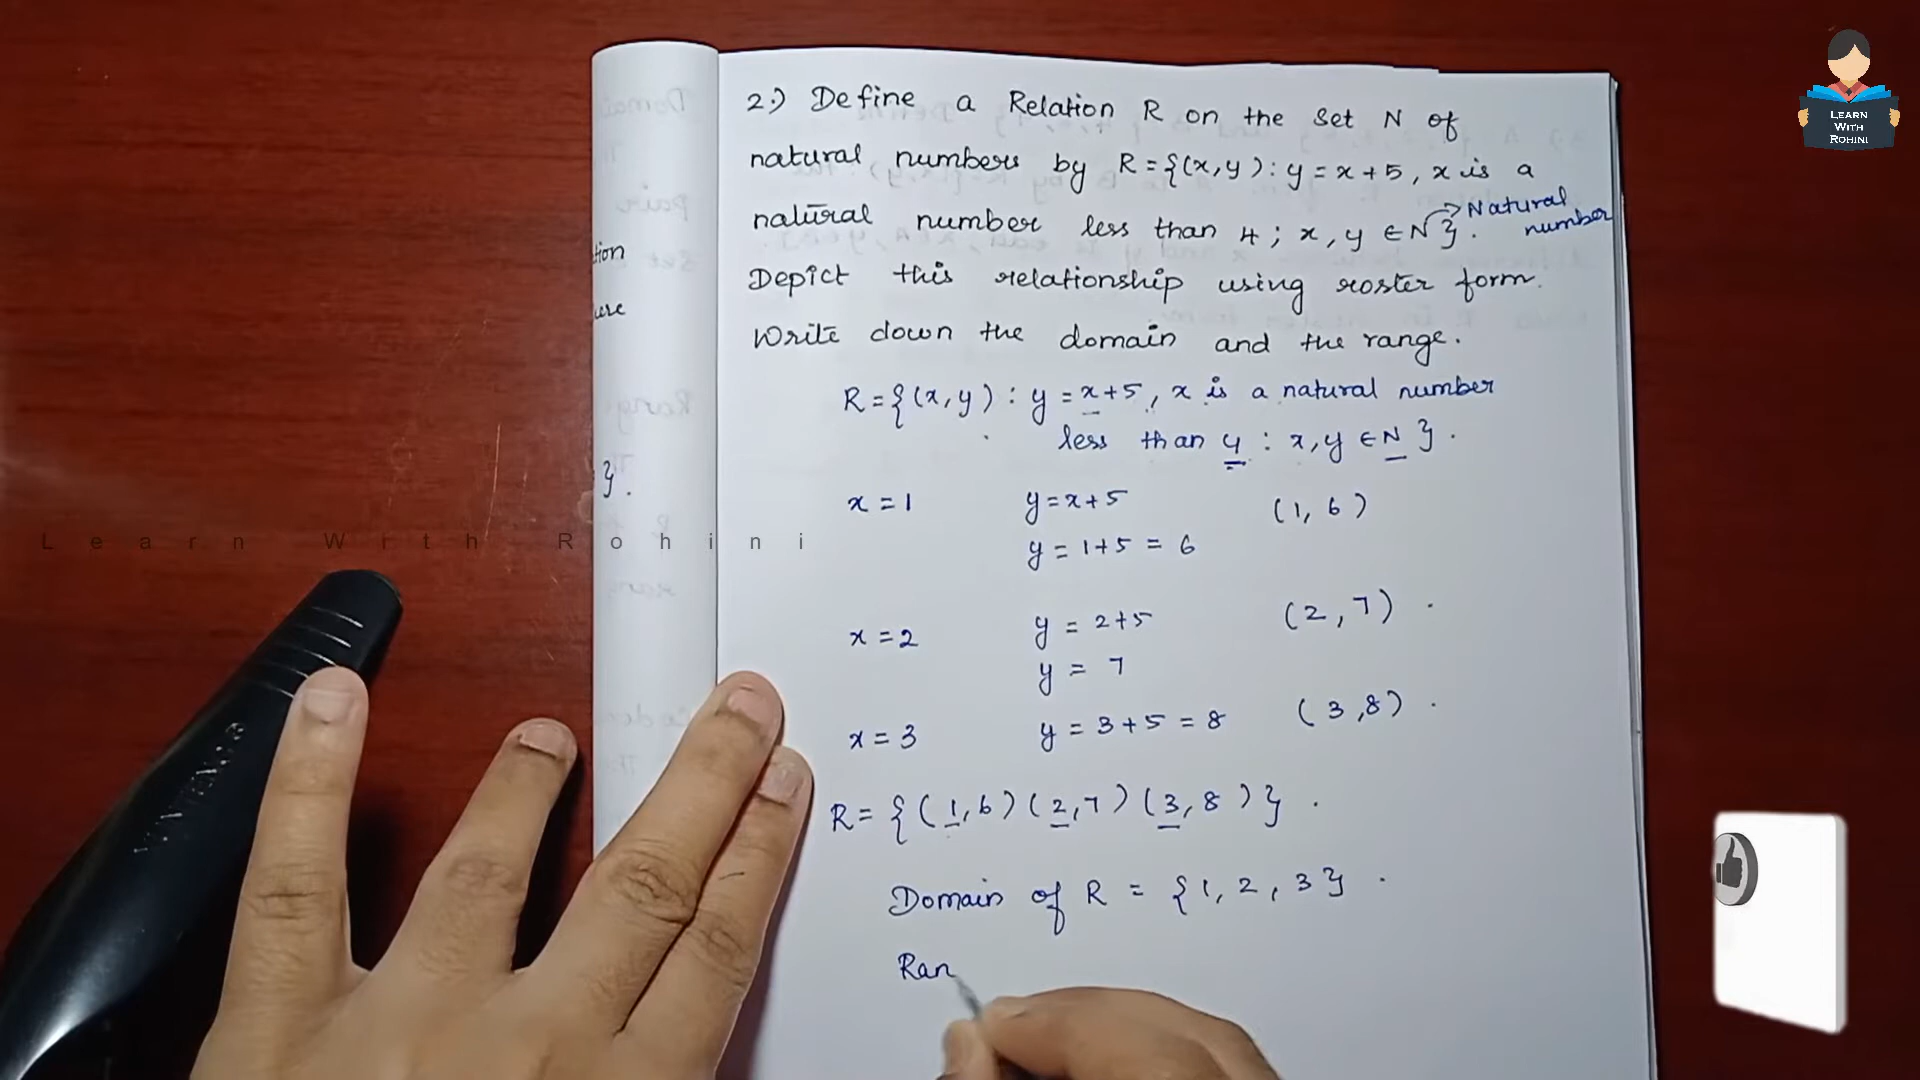 LEARN
WITH
ROHINI
2.) Define a Relation R on the set N of
natural numbers by R={(x,y):y=x+5, x is a
natural number less than 4; x,y ∈N}.
→Natural
number
Depict this relationship using roster form.
Write down the domain and the range.
R={(x,y): y=x+5, x is a natural number
less than 4 : x,y ∈N}.
x=1 y=x+5 (1,6)
y=1+5=6
x=2 y=2+5 (2,7).
y=7
x=3 y=3+5=8 (3,8).
R={(1,6)(2,7)(3,8)}.
Domain of R = {1,2,3}.
Ran
tion
ere
}.
Learn With Rohini